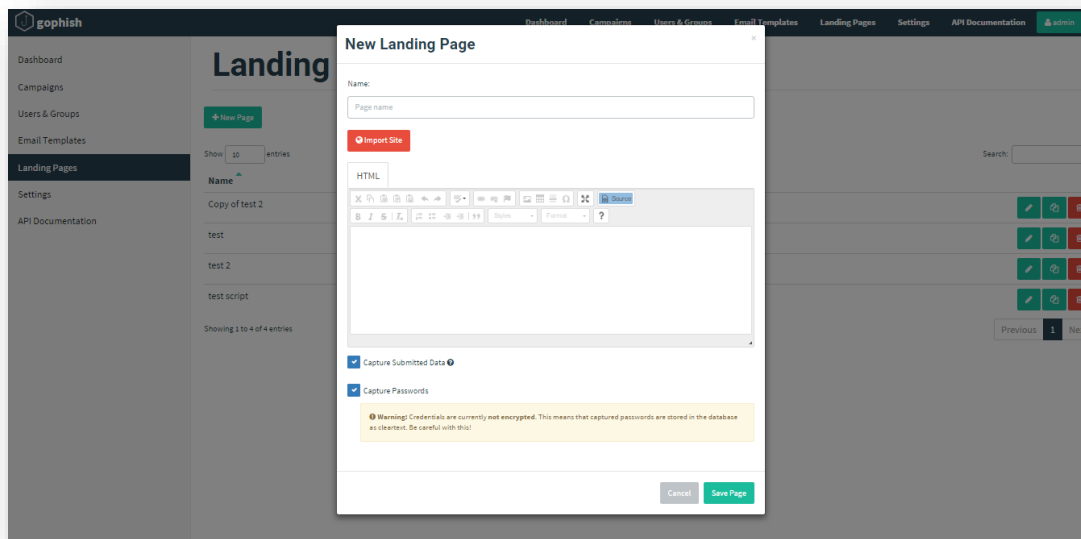 gophish
Dashboard Campaigns Users & Groups Email Templates Landing Pages Settings API Documentation admin
Dashboard
Campaigns
Users & Groups
Email Templates
Landing Pages
Settings
API Documentation
Landing
+ New Page
Show 10 entries
Search:
Name
Copy of test 2
test
test 2
test script
Showing 1 to 4 of 4 entries
Previous 1 Ne
New Landing Page
×
Name:
Page name
Import Site
HTML
Source
B I S Ix Styles Format ?
Capture Submitted Data ?
Capture Passwords
Warning! Credentials are currently not encrypted. This means that captured passwords are stored in the database
as cleartext. Be careful with this!
Cancel Save Page